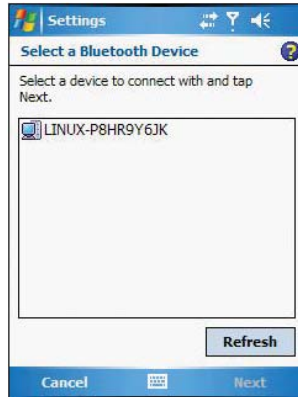 Settings
Select a Bluetooth Device
Select a device to connect with and tap
Next.
LINUX-P8HR9Y6JK
Refresh
Cancel
Next